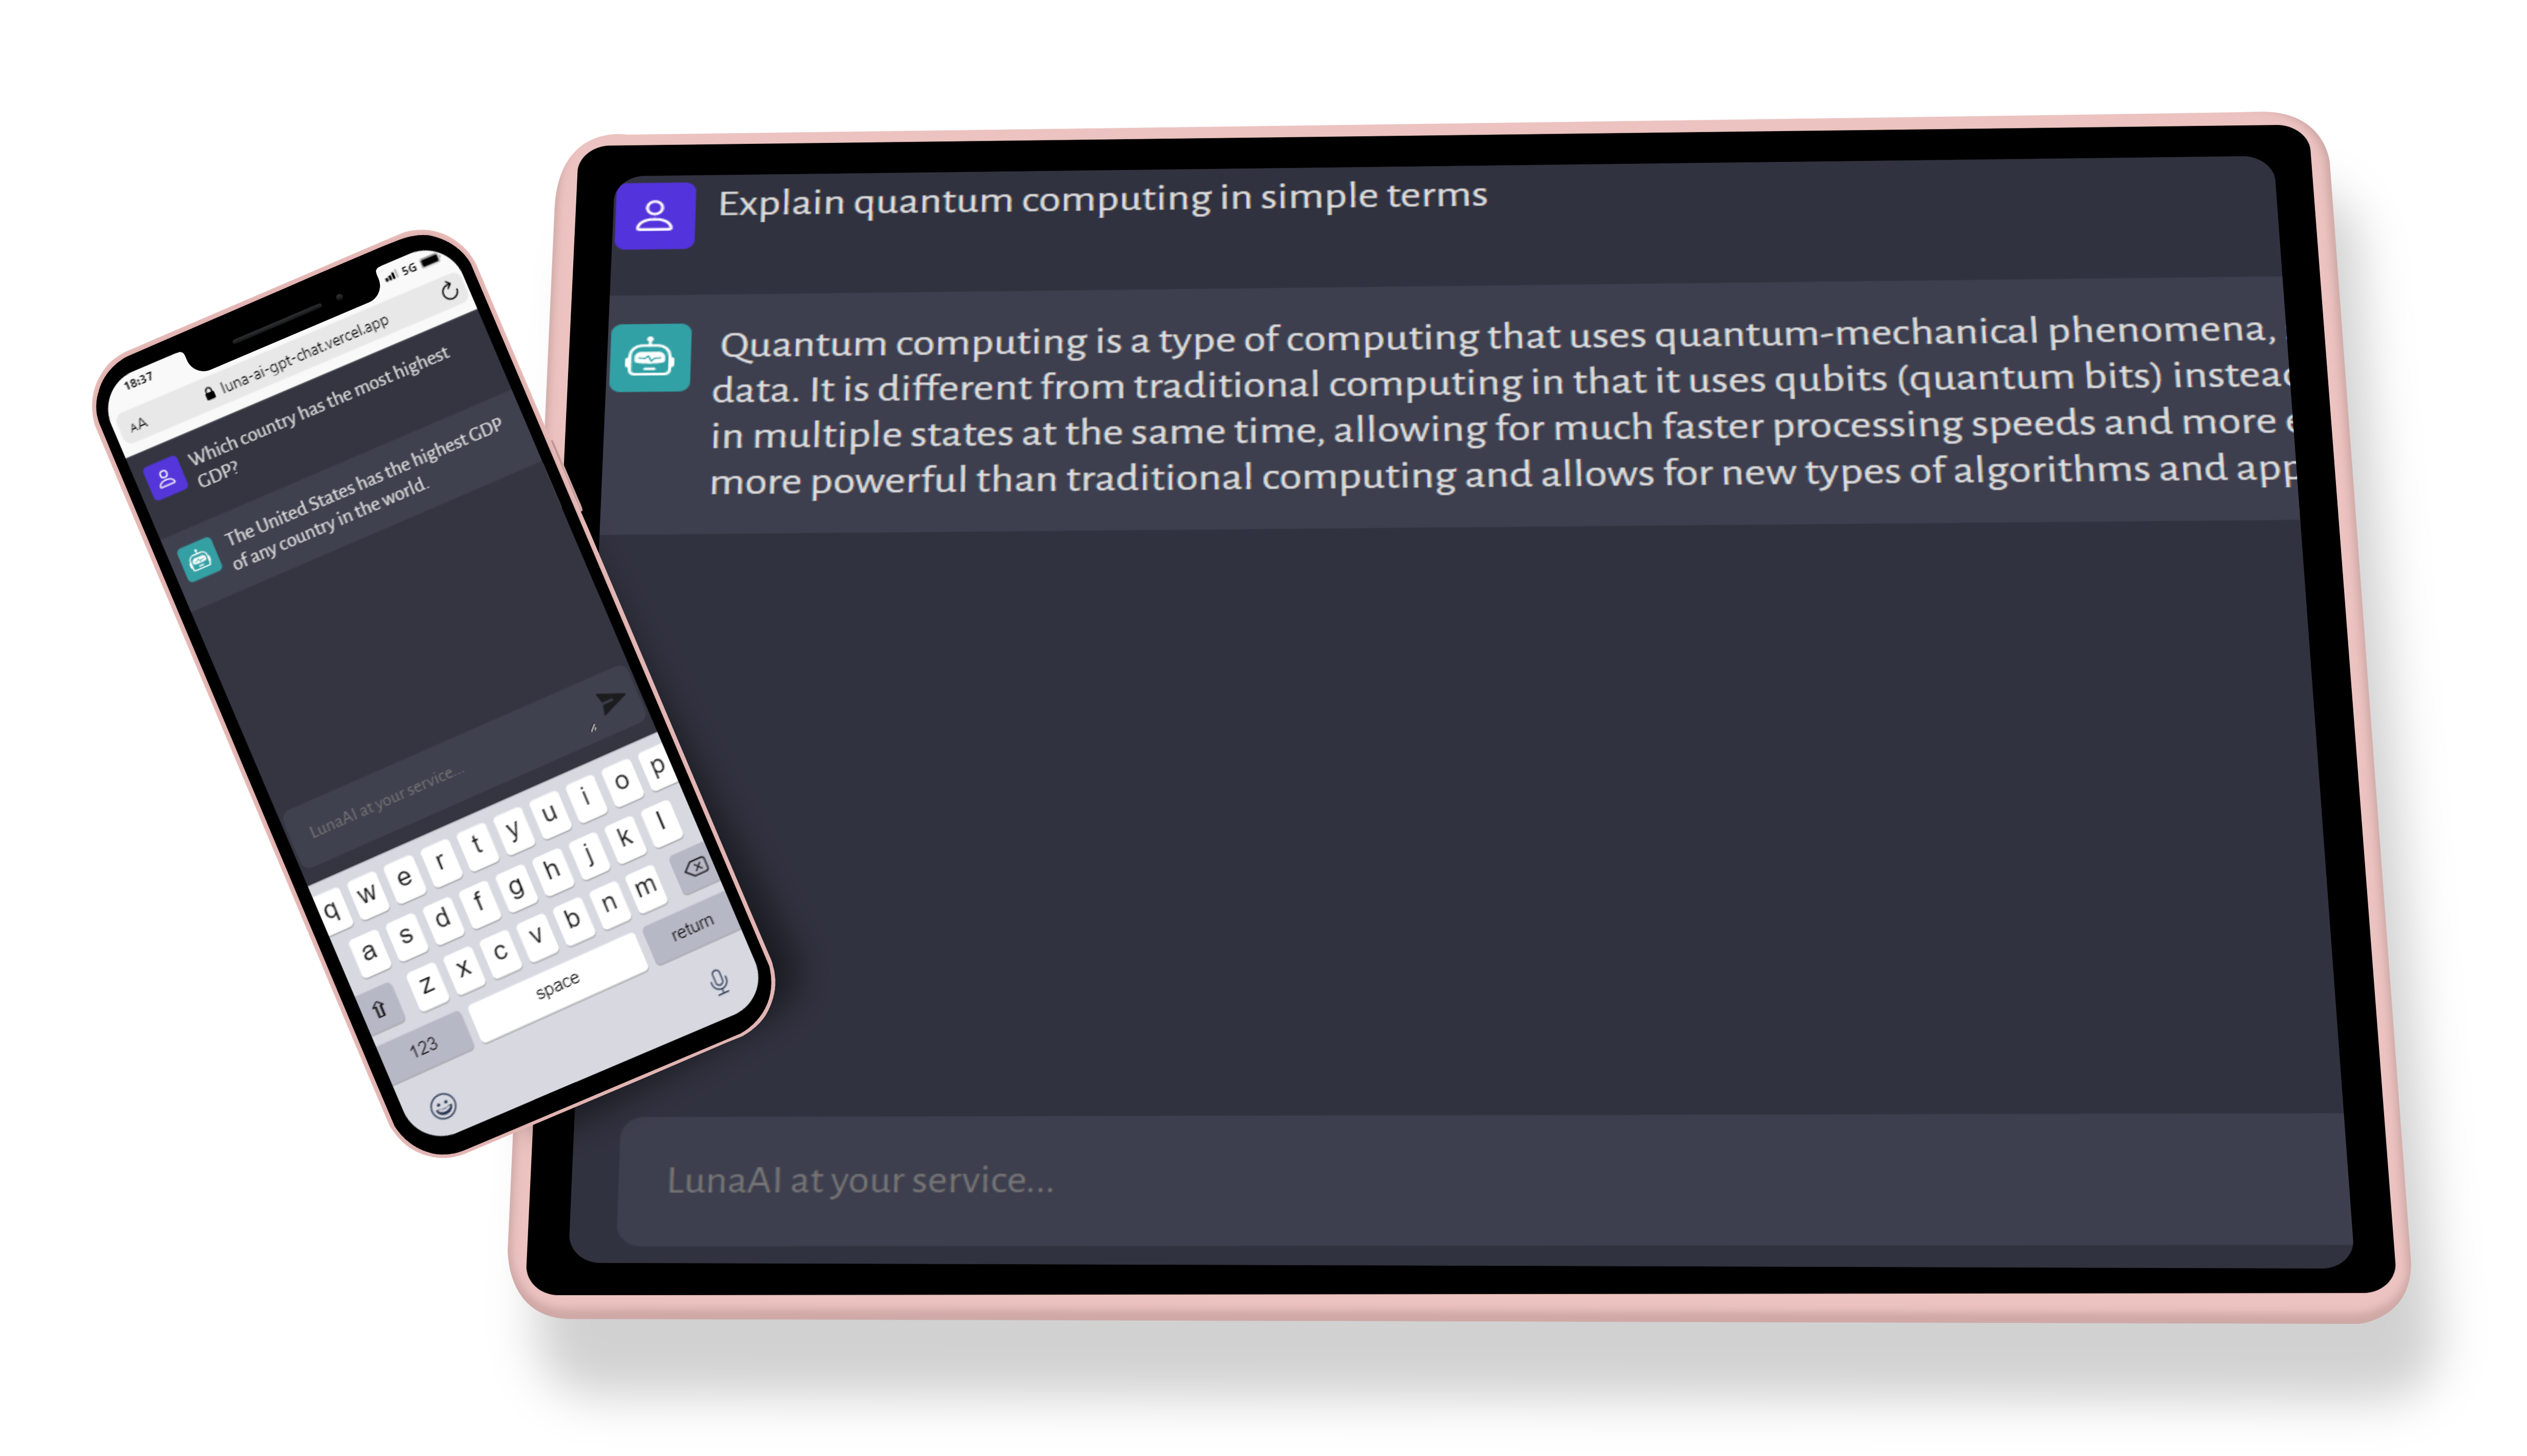 18:37
5G
AA
luna-ai-gpt-chat.vercel.app
Which country has the most highest
GDP?
The United States has the highest GDP
of any country in the world.
LunaAI at your service...
q w e r t y u i o p
a s d f g h j k l
z x c v b n m
123 space return
Explain quantum computing in simple terms
Quantum computing is a type of computing that uses quantum-mechanical phenomena,
data. It is different from traditional computing in that it uses qubits (quantum bits) instead
in multiple states at the same time, allowing for much faster processing speeds and more e
more powerful than traditional computing and allows for new types of algorithms and app
LunaAI at your service...